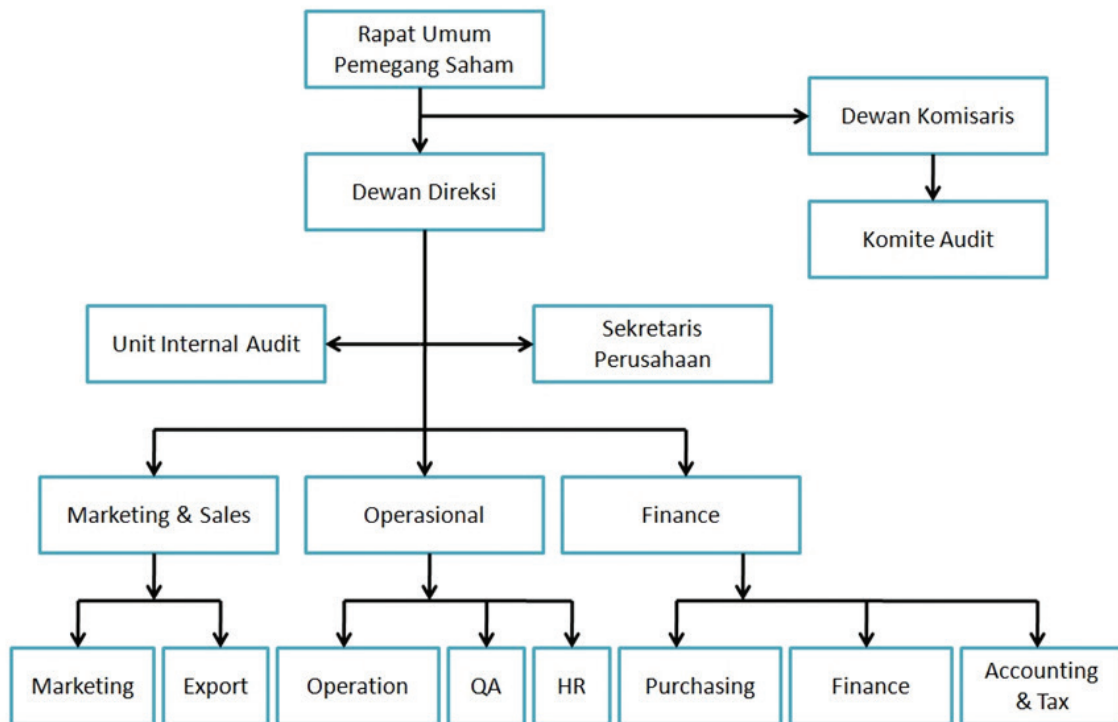 Rapat Umum
Pemegang Saham
Dewan Komisaris
Dewan Direksi
Komite Audit
Unit Internal Audit
Sekretaris
Perusahaan
Marketing & Sales
Operasional
Finance
Marketing
Export
Operation
QA
HR
Purchasing
Finance
Accounting
& Tax